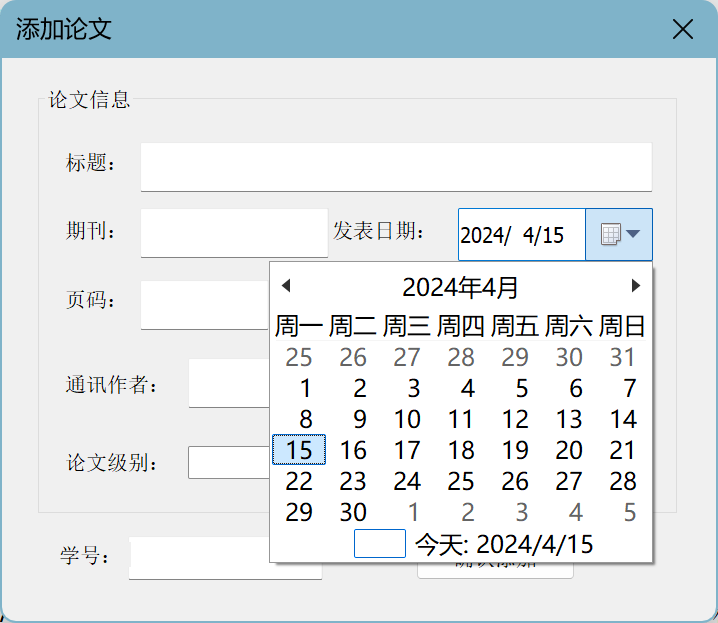 添加论文
论文信息
标题：
期刊： 发表日期： 2024/ 4/15
页码：
通讯作者：
论文级别：
学号：
2024年4月
周一 周二 周三 周四 周五 周六 周日
25 26 27 28 29 30 31
1 2 3 4 5 6 7
8 9 10 11 12 13 14
15 16 17 18 19 20 21
22 23 24 25 26 27 28
29 30 1 2 3 4 5
今天: 2024/4/15
确认添加